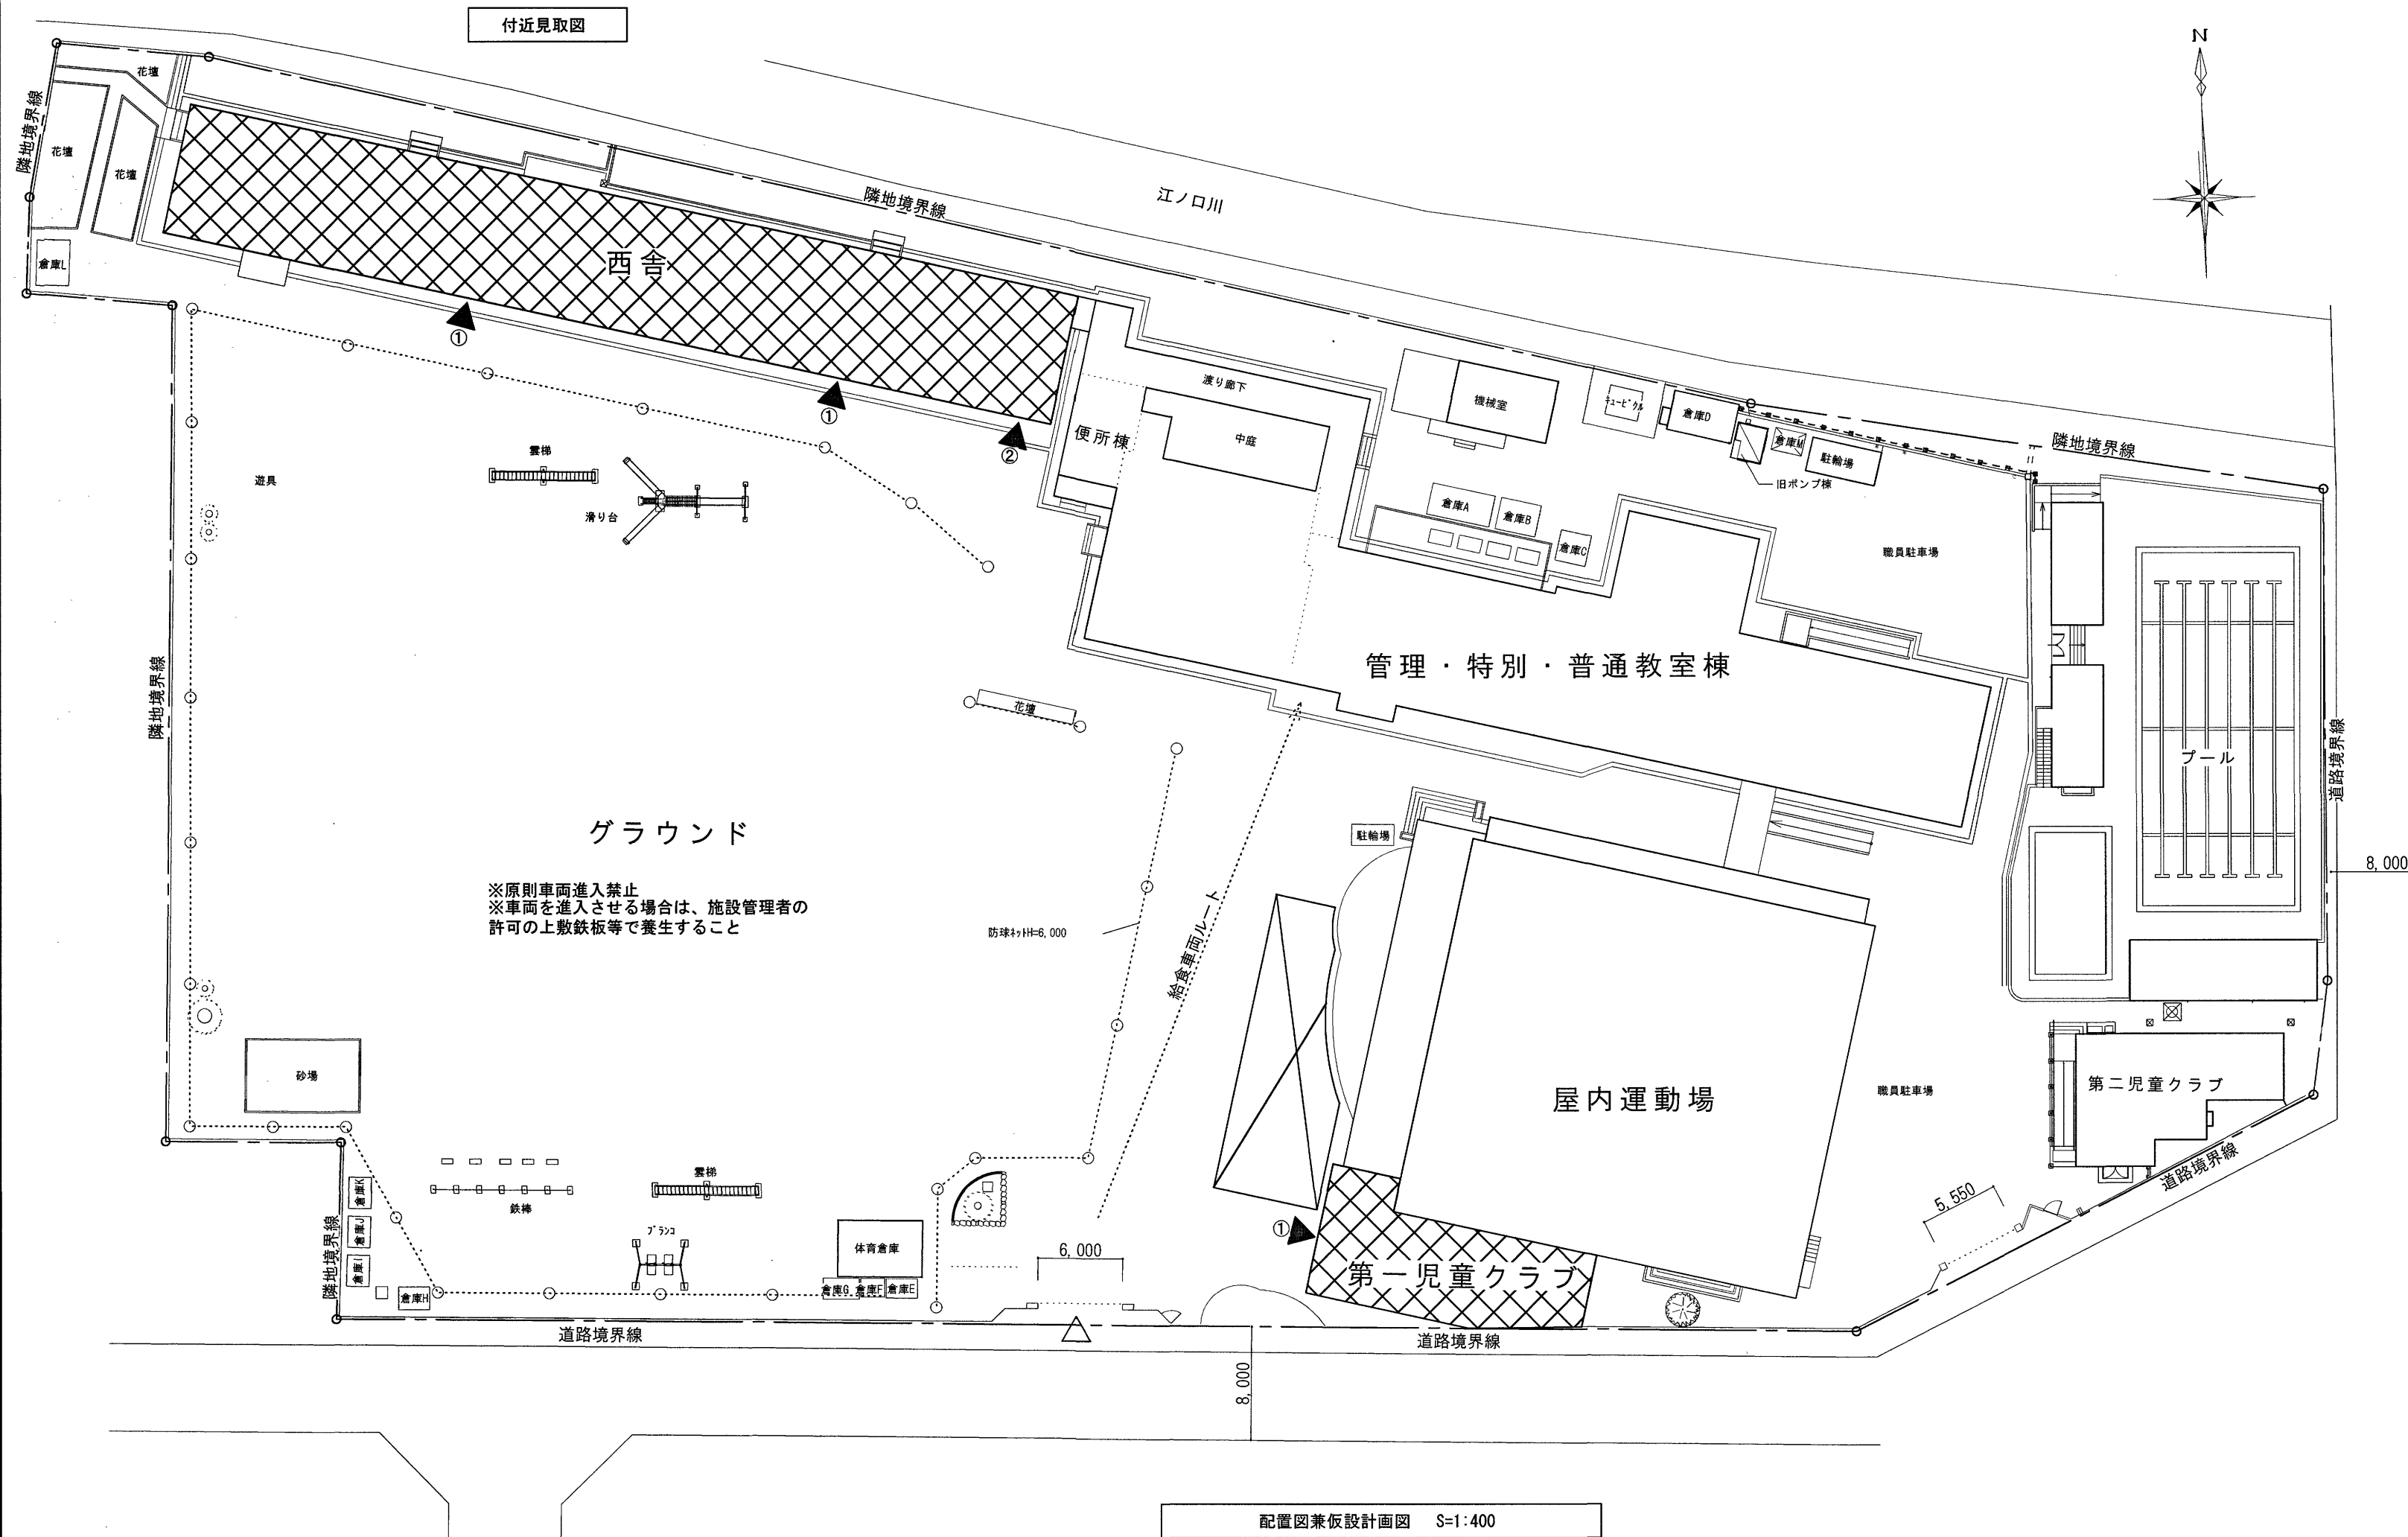 付近見取図
N
花壇
花壇
花壇
隣地境界線
倉庫L
西舎
隣地境界線
江ノ口川
①
①
②
便所棟
渡り廊下
中庭
機械室
キュービクル
倉庫D
倉庫M
駐輪場
旧ポンプ棟
隣地境界線
倉庫A
倉庫B
倉庫C
職員駐車場
雲梯
遊具
滑り台
管理・特別・普通教室棟
隣地境界線
花壇
プール
道路境界線
8,000
グラウンド
※原則車両進入禁止
※車両を進入させる場合は、施設管理者の
許可の上敷鉄板等で養生すること
防球ネットH=6,000
給食車両ルート
駐輪場
屋内運動場
職員駐車場
第二児童クラブ
道路境界線
5,550
砂場
倉庫K
倉庫J
倉庫I
倉庫H
隣地境界線
鉄棒
雲梯
ブランコ
体育倉庫
倉庫G
倉庫F
倉庫E
6,000
①
第一児童クラブ
道路境界線
道路境界線
8,000
配置図兼仮設計画図 S=1:400